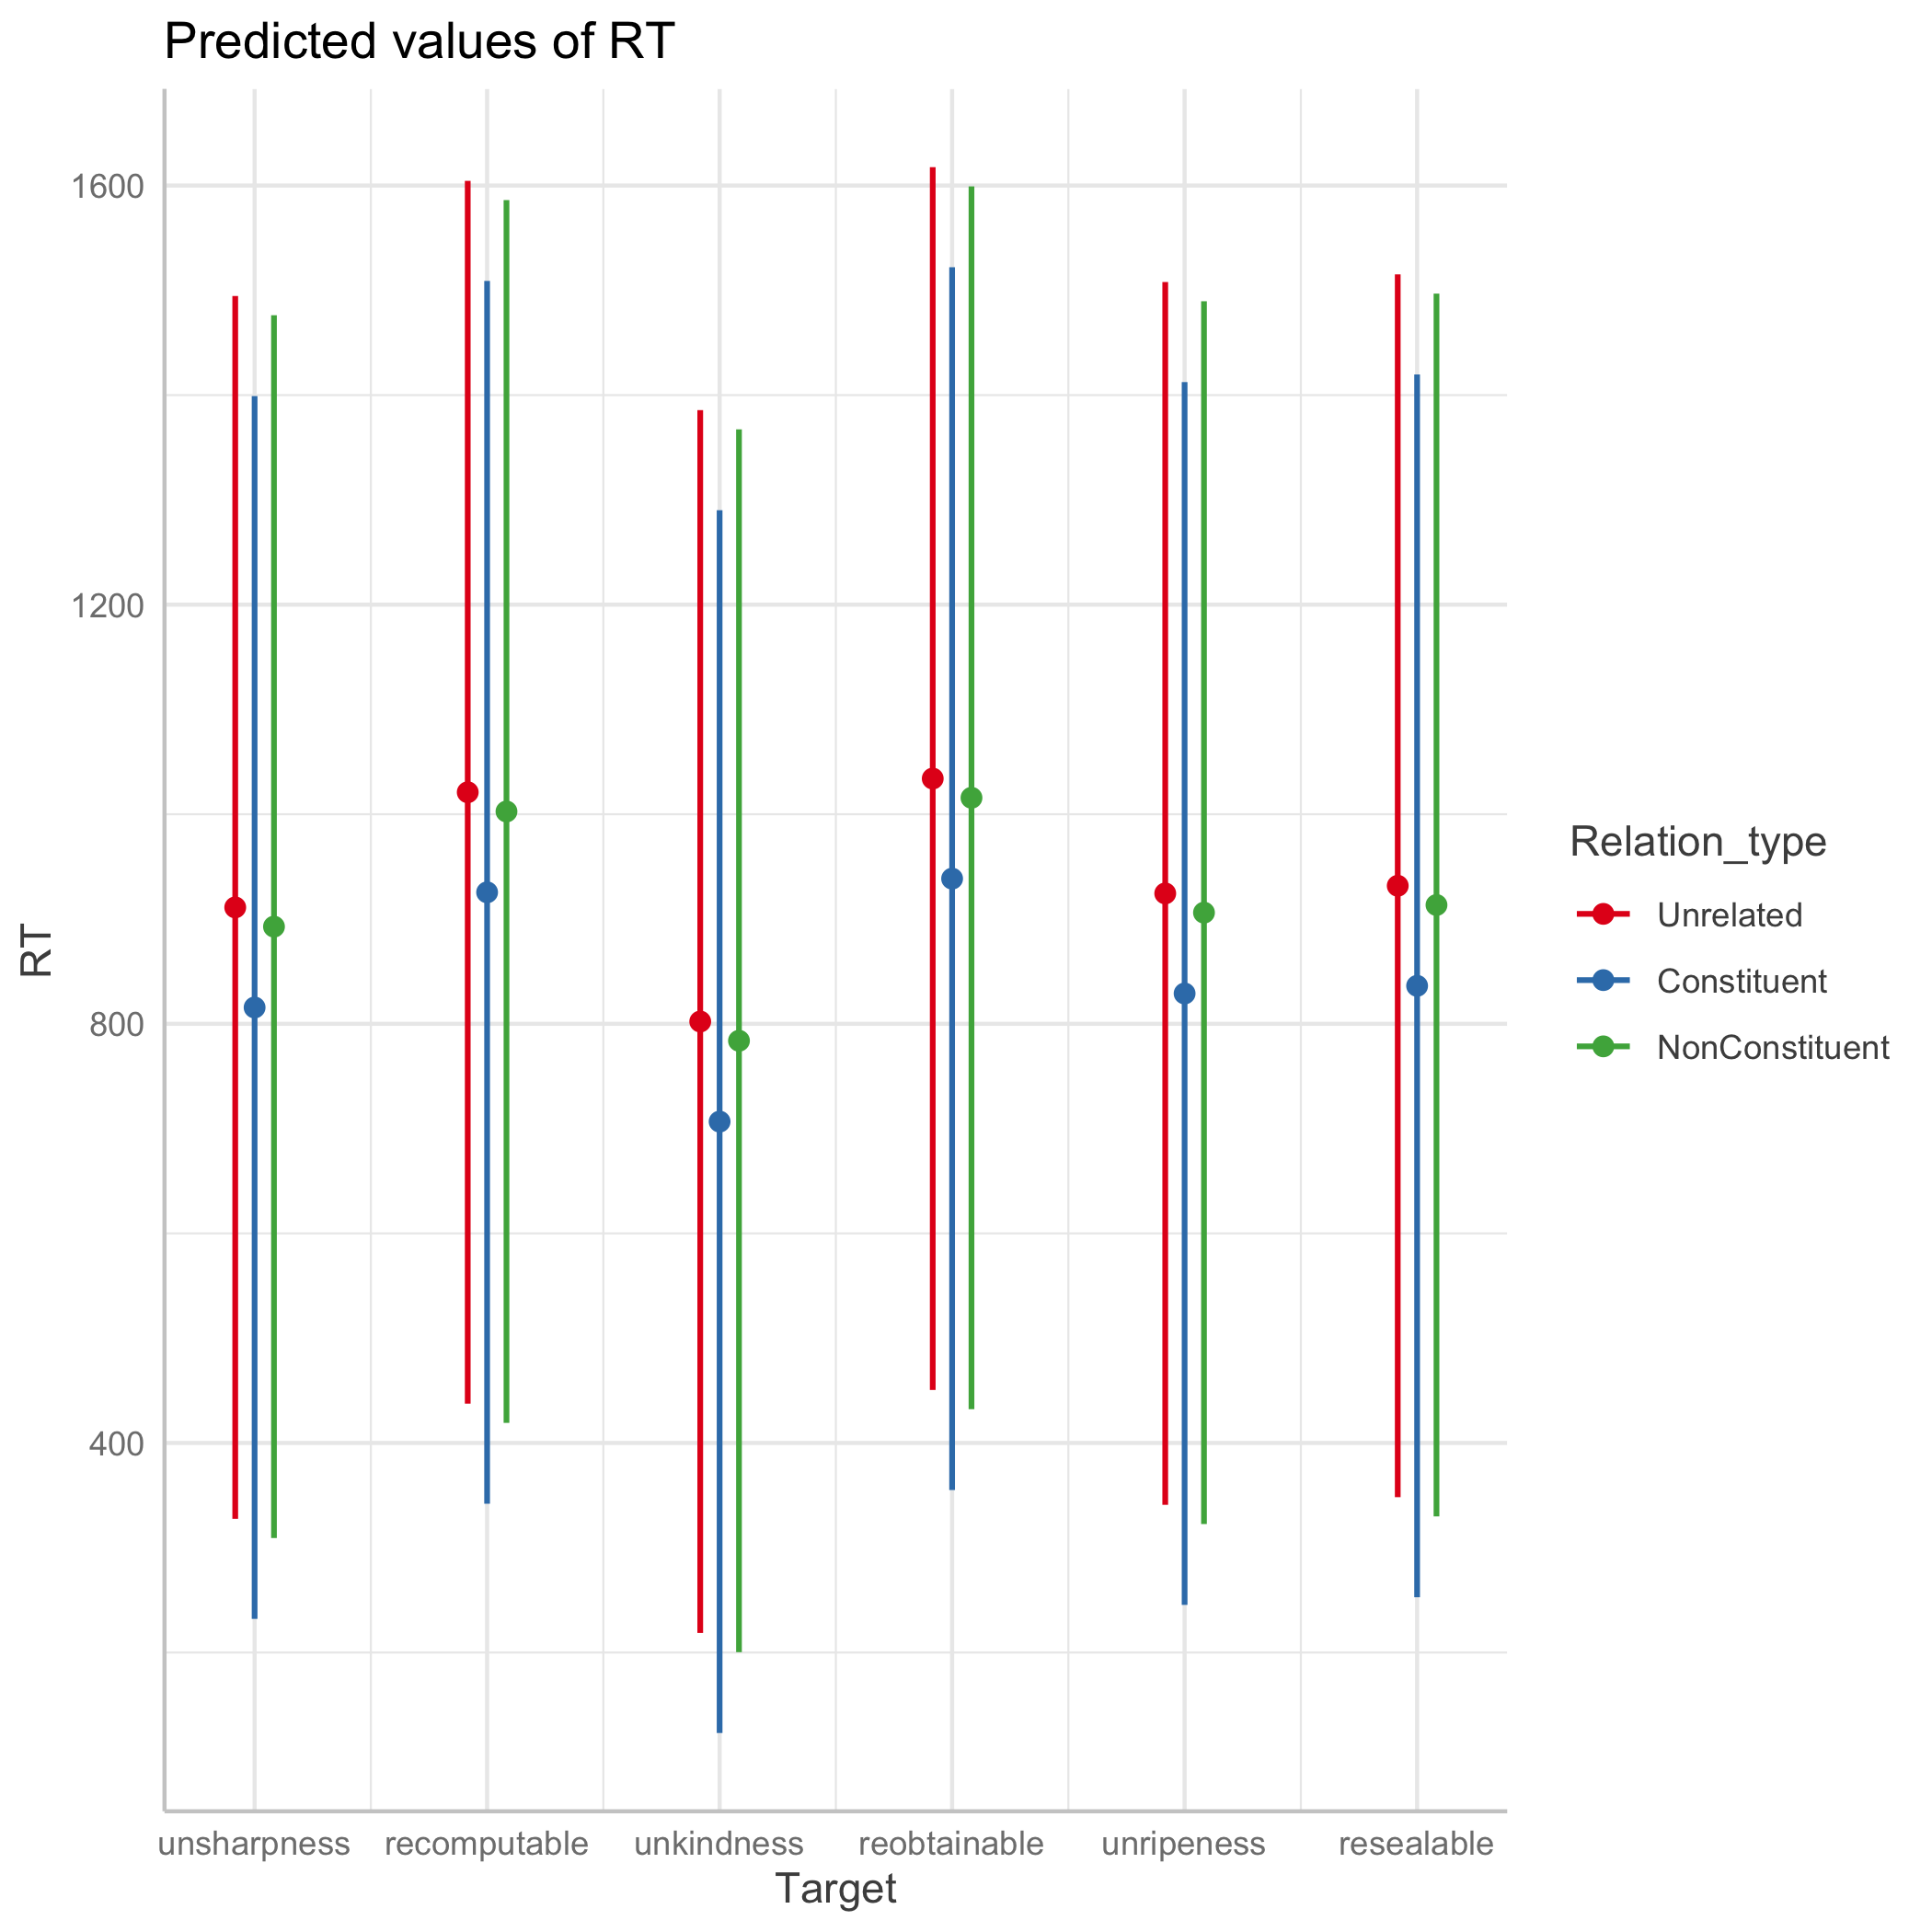 Predicted values of RT
1600
1200
800
400
RT
unsharpness recomputable unkindness reobtainable unripeness resealable
Target
Relation_type
Unrelated
Constituent
NonConstituent